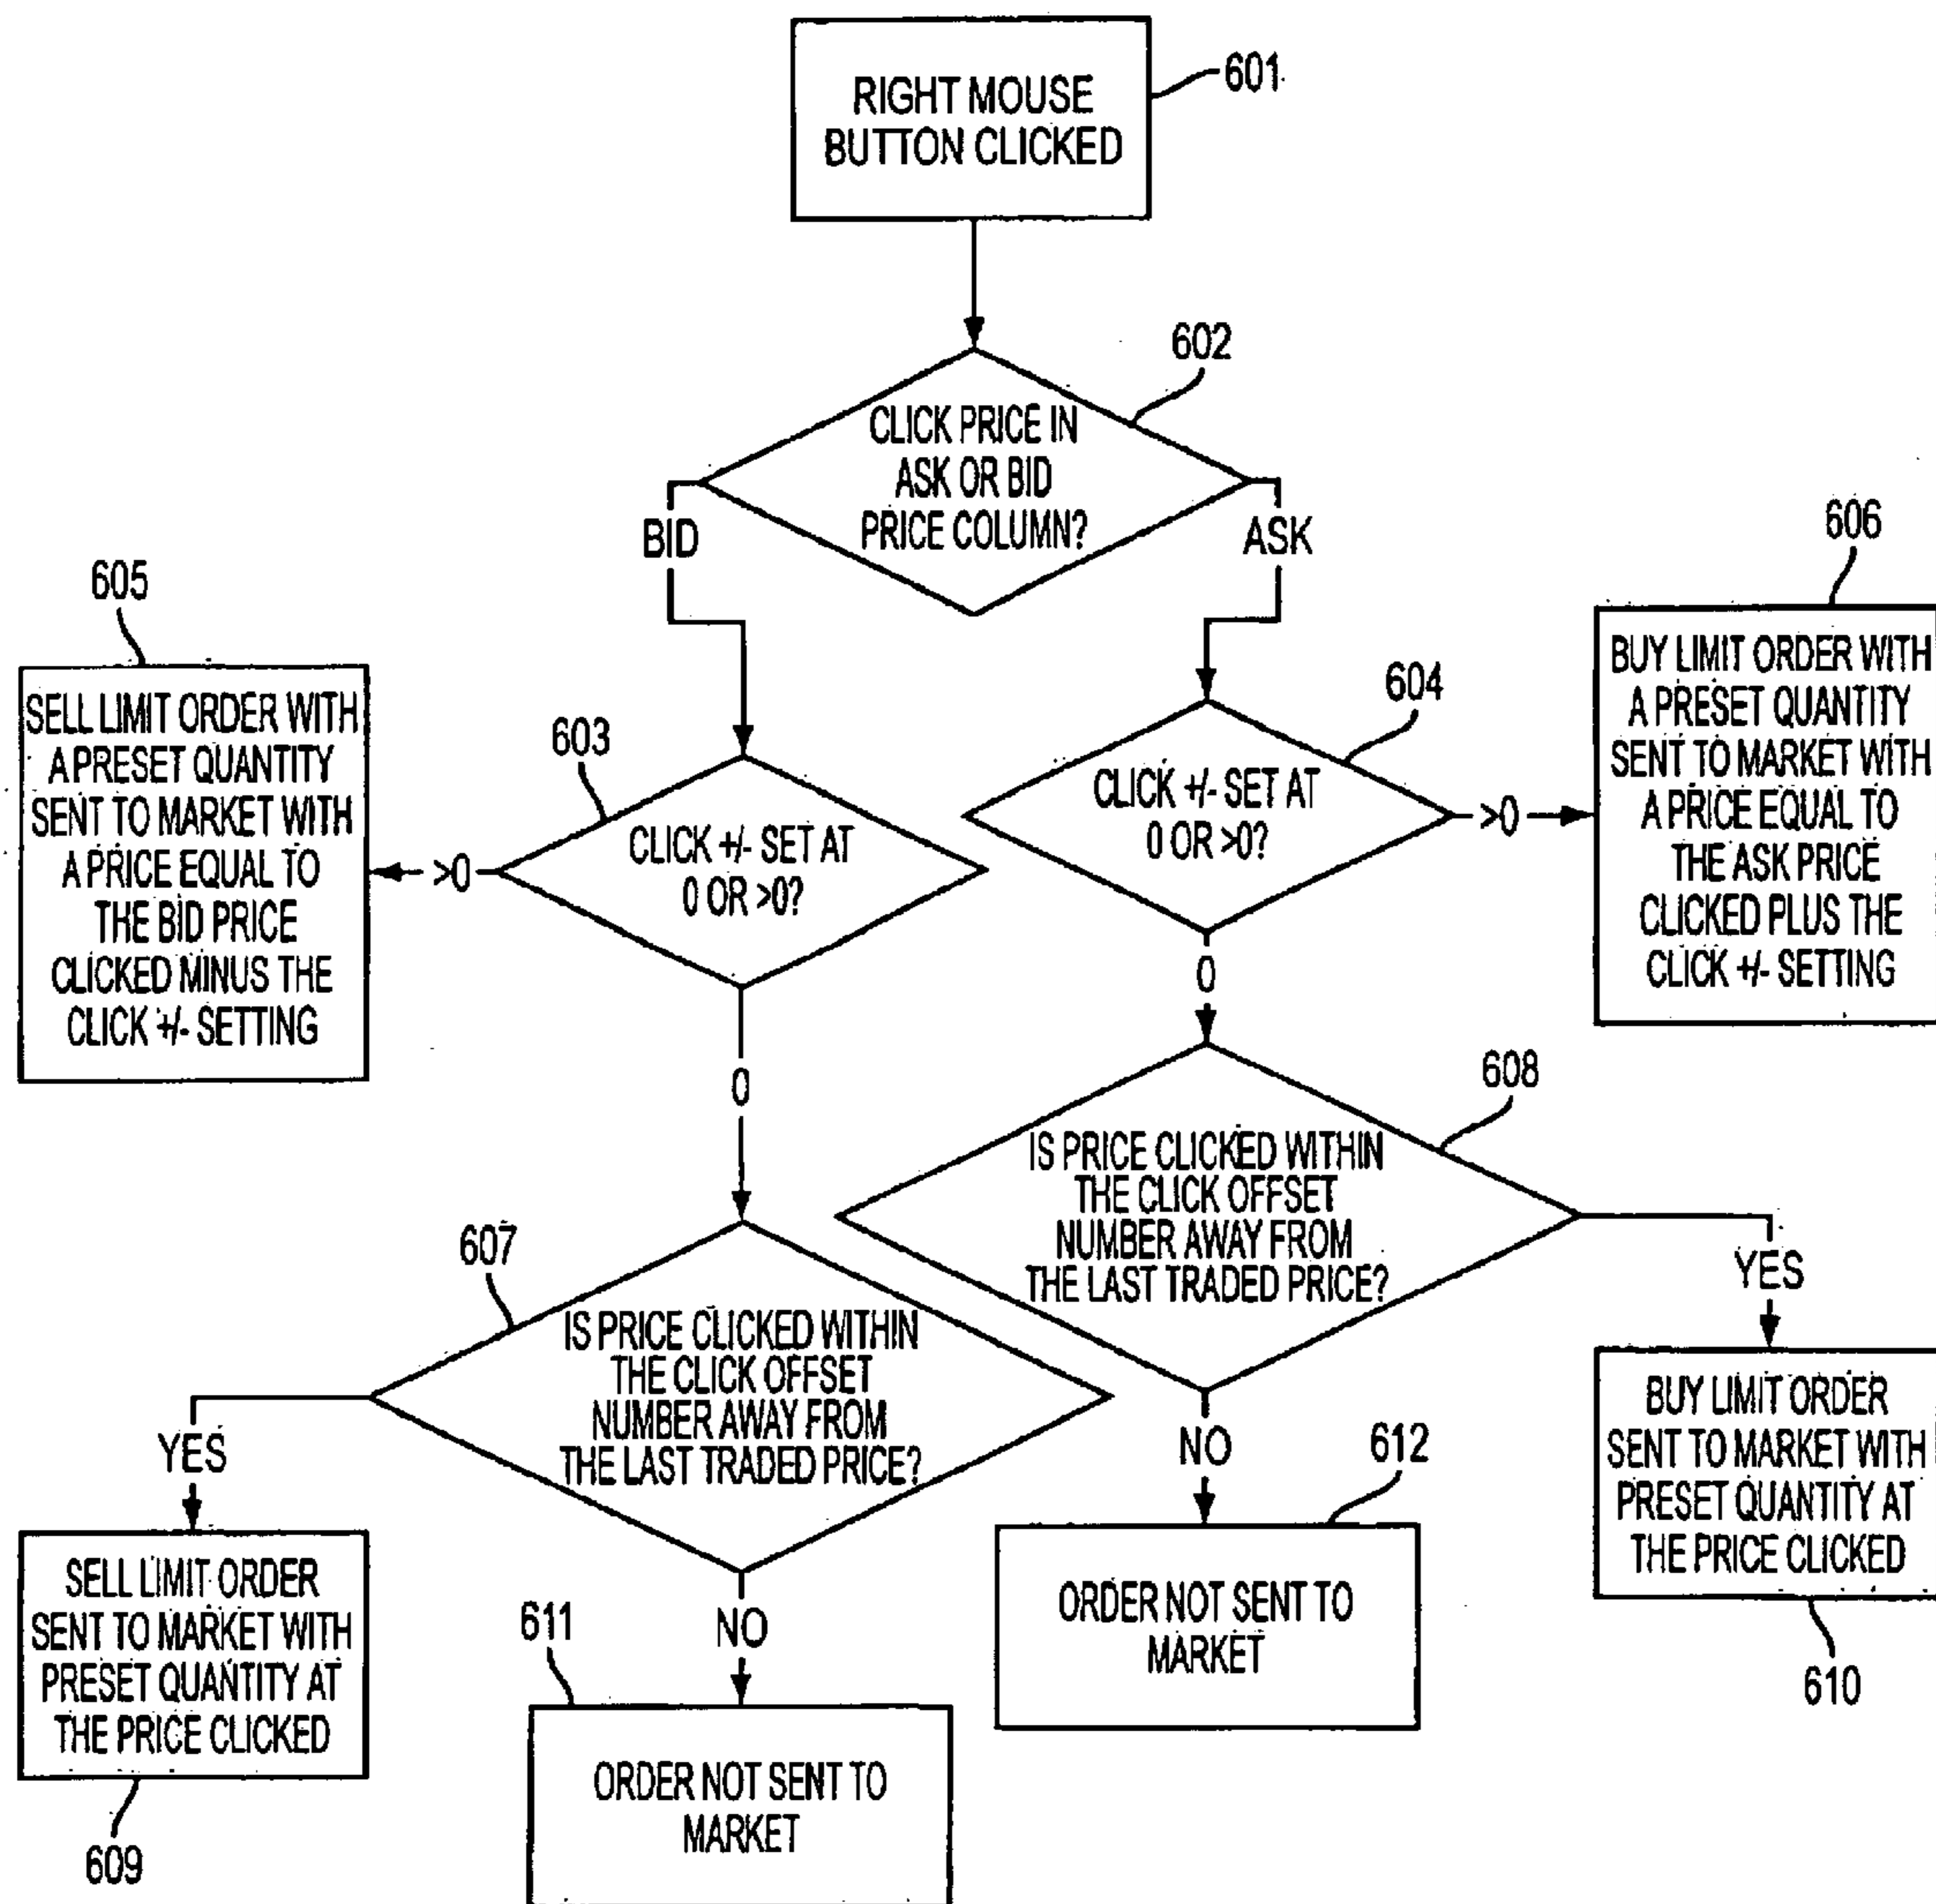 RIGHT MOUSE
BUTTON CLICKED
601
602
CLICK PRICE IN
ASK OR BID
PRICE COLUMN?
BID
ASK
605
SELL LIMIT ORDER WITH
A PRESET QUANTITY
SENT TO MARKET WITH
A PRICE EQUAL TO
THE BID PRICE
CLICKED MINUS THE
CLICK +/- SETTING
603
CLICK +/- SET AT
0 OR >0?
>0
0
604
CLICK +/- SET AT
0 OR >0?
>0
0
606
BUY LIMIT ORDER WITH
A PRESET QUANTITY
SENT TO MARKET WITH
A PRICE EQUAL TO
THE ASK PRICE
CLICKED PLUS THE
CLICK +/- SETTING
608
IS PRICE CLICKED WITHIN
THE CLICK OFFSET
NUMBER AWAY FROM
THE LAST TRADED PRICE?
YES
NO
607
IS PRICE CLICKED WITHIN
THE CLICK OFFSET
NUMBER AWAY FROM
THE LAST TRADED PRICE?
YES
NO
609
SELL LIMIT ORDER
SENT TO MARKET WITH
PRESET QUANTITY AT
THE PRICE CLICKED
611
ORDER NOT SENT TO
MARKET
612
ORDER NOT SENT TO
MARKET
BUY LIMIT ORDER
SENT TO MARKET WITH
PRESET QUANTITY AT
THE PRICE CLICKED
610